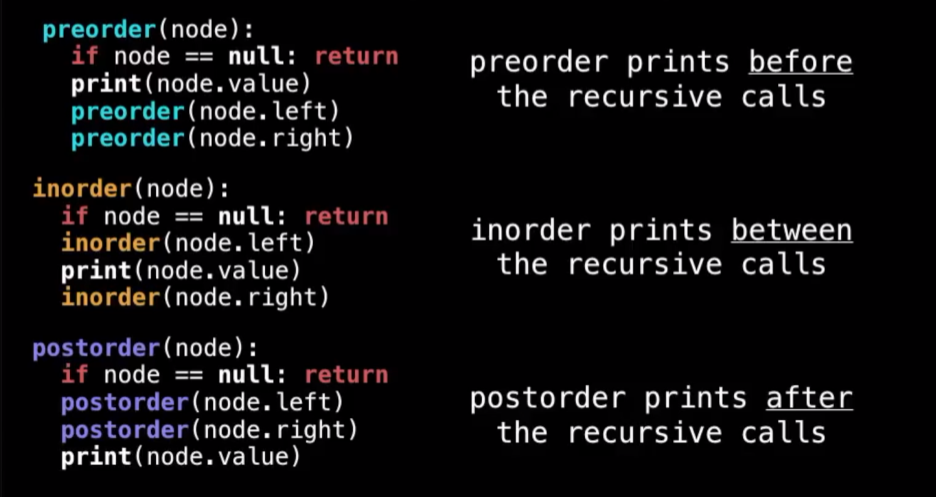 preorder(node):
if node == null: return
print(node.value)
preorder(node.left)
preorder(node.right)
preorder prints before
the recursive calls
inorder(node):
if node == null: return
inorder(node.left)
print(node.value)
inorder(node.right)
inorder prints between
the recursive calls
postorder(node):
if node == null: return
postorder(node.left)
postorder(node.right)
print(node.value)
postorder prints after
the recursive calls